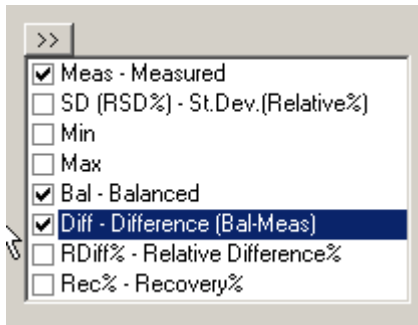 >>
Meas - Measured
SD (RSD%) - St.Dev.(Relative%)
Min
Max
Bal - Balanced
Diff - Difference (Bal-Meas)
RDiff% - Relative Difference%
Rec% - Recovery%